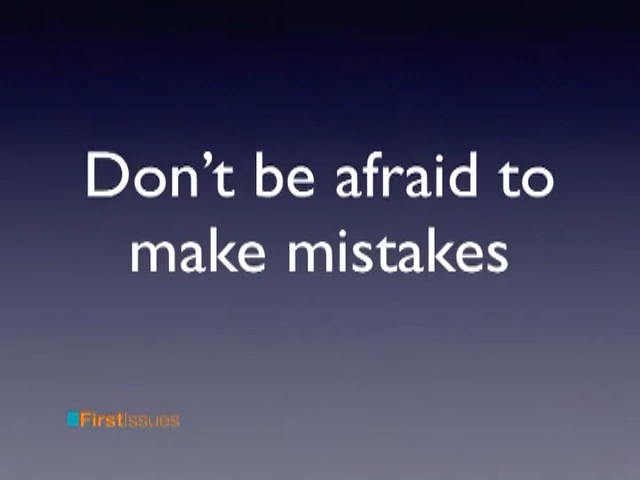 Don’t be afraid to
make mistakes
FirstIssues